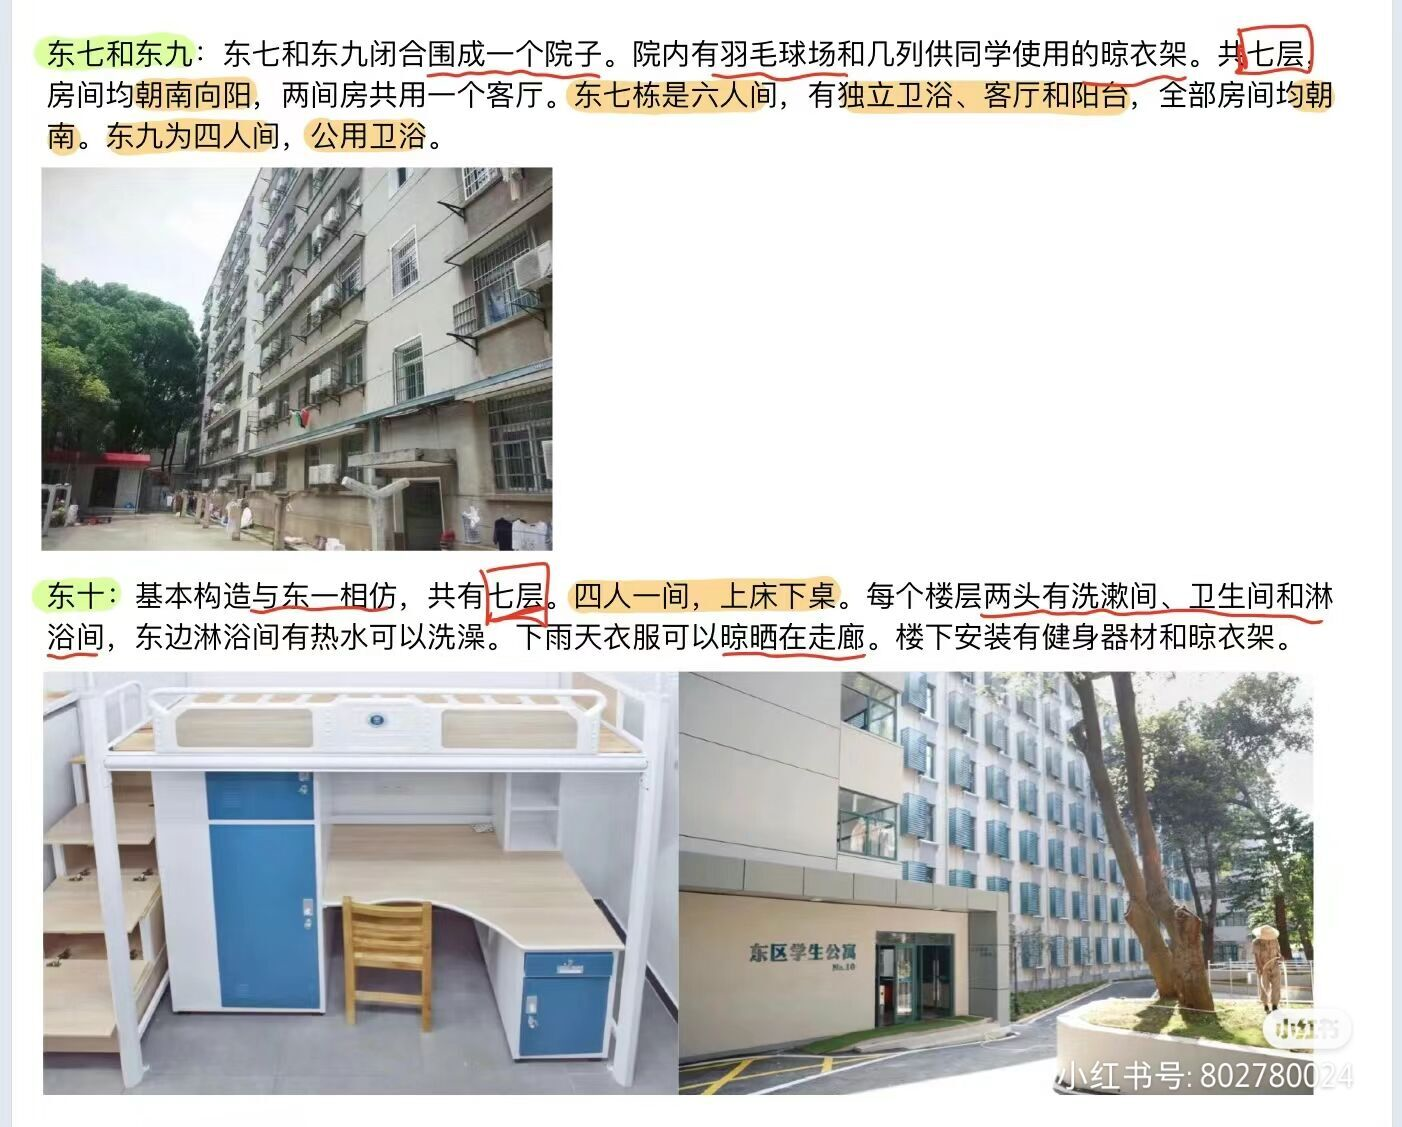 东七和东九：东七和东九闭合围成一个院子。院内有羽毛球场和几列供同学使用的晾衣架。共七层，
房间均朝南向阳，两间房共用一个客厅。东七栋是六人间，有独立卫浴、客厅和阳台，全部房间均朝
南。东九为四人间，公用卫浴。
东十：基本构造与东一相仿，共有七层。四人一间，上床下桌。每个楼层两头有洗漱间、卫生间和淋
浴间，东边淋浴间有热水可以洗澡。下雨天衣服可以晾晒在走廊。楼下安装有健身器材和晾衣架。
东区学生公寓
No.10
小红书
小红书号: 802780024